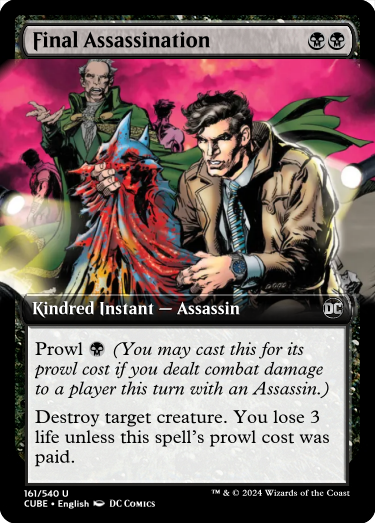 Final Assassination
Kindred Instant — Assassin
DC
Prowl (You may cast this for its
prowl cost if you dealt combat damage
to a player this turn with an Assassin.)
Destroy target creature. You lose 3
life unless this spell's prowl cost was
paid.
161/540 U
CUBE • English DC Comics
™ & © 2024 Wizards of the Coast